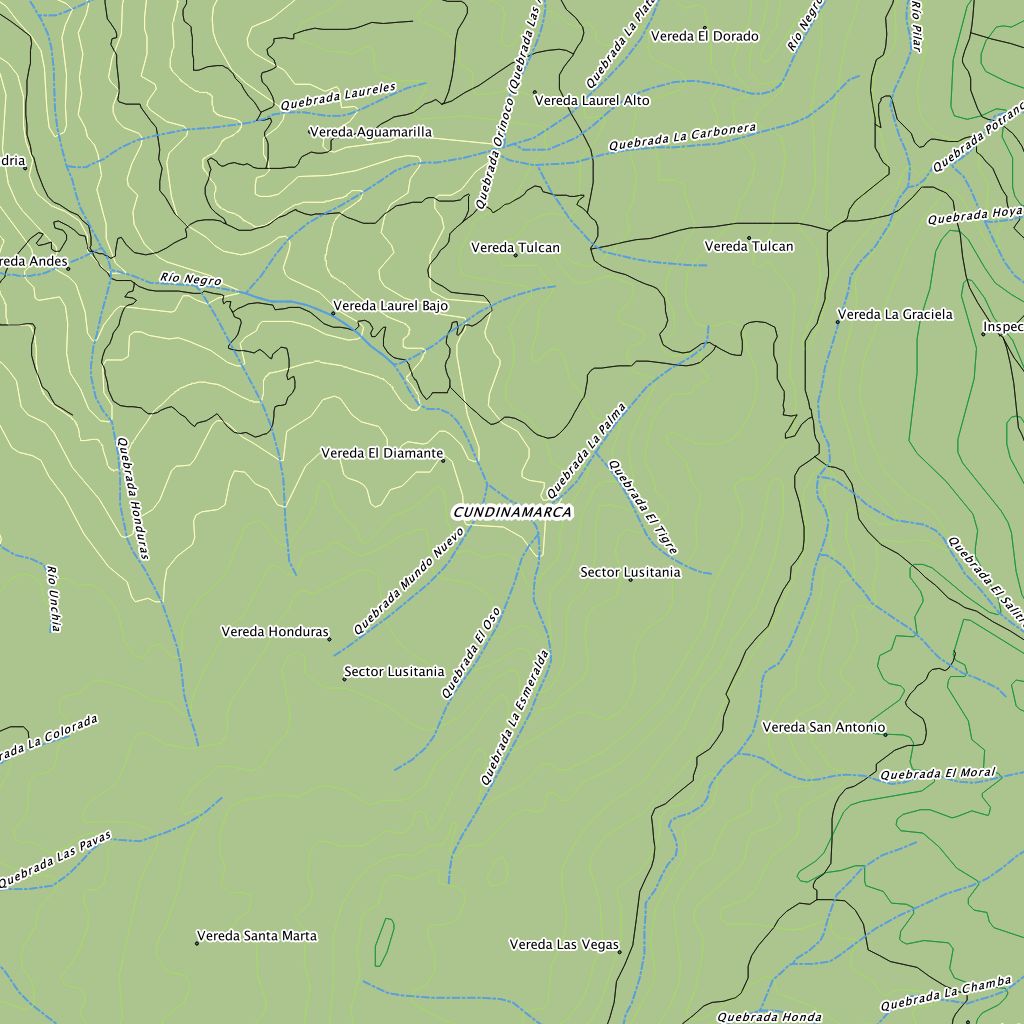 Vereda El Dorado
Río Negro
Río Pilar
Quebrada La Plata
Quebrada Orinoco (Quebrada Las
Quebrada Laureles
Vereda Laurel Alto
Vereda Aguamarilla
Quebrada La Carbonera
dria
Quebrada Potranc
Quebrada Hoya
Vereda Tulcan
Vereda Tulcan
reda Andes
Río Negro
Vereda Laurel Bajo
Vereda La Graciela
Inspec
Quebrada La Palma
Vereda El Diamante
Quebrada Honduras
Quebrada El Tigre
CUNDINAMARCA
Quebrada Mundo Nuevo
Río Unchia
Sector Lusitania
Quebrada El Salitr
Vereda Honduras
Quebrada El Oso
Sector Lusitania
Quebrada La Esmeralda
rada La Colorada
Vereda San Antonio
Quebrada El Moral
Quebrada Las Pavas
Vereda Santa Marta
Vereda Las Vegas
Quebrada La Chamba
Quebrada Honda